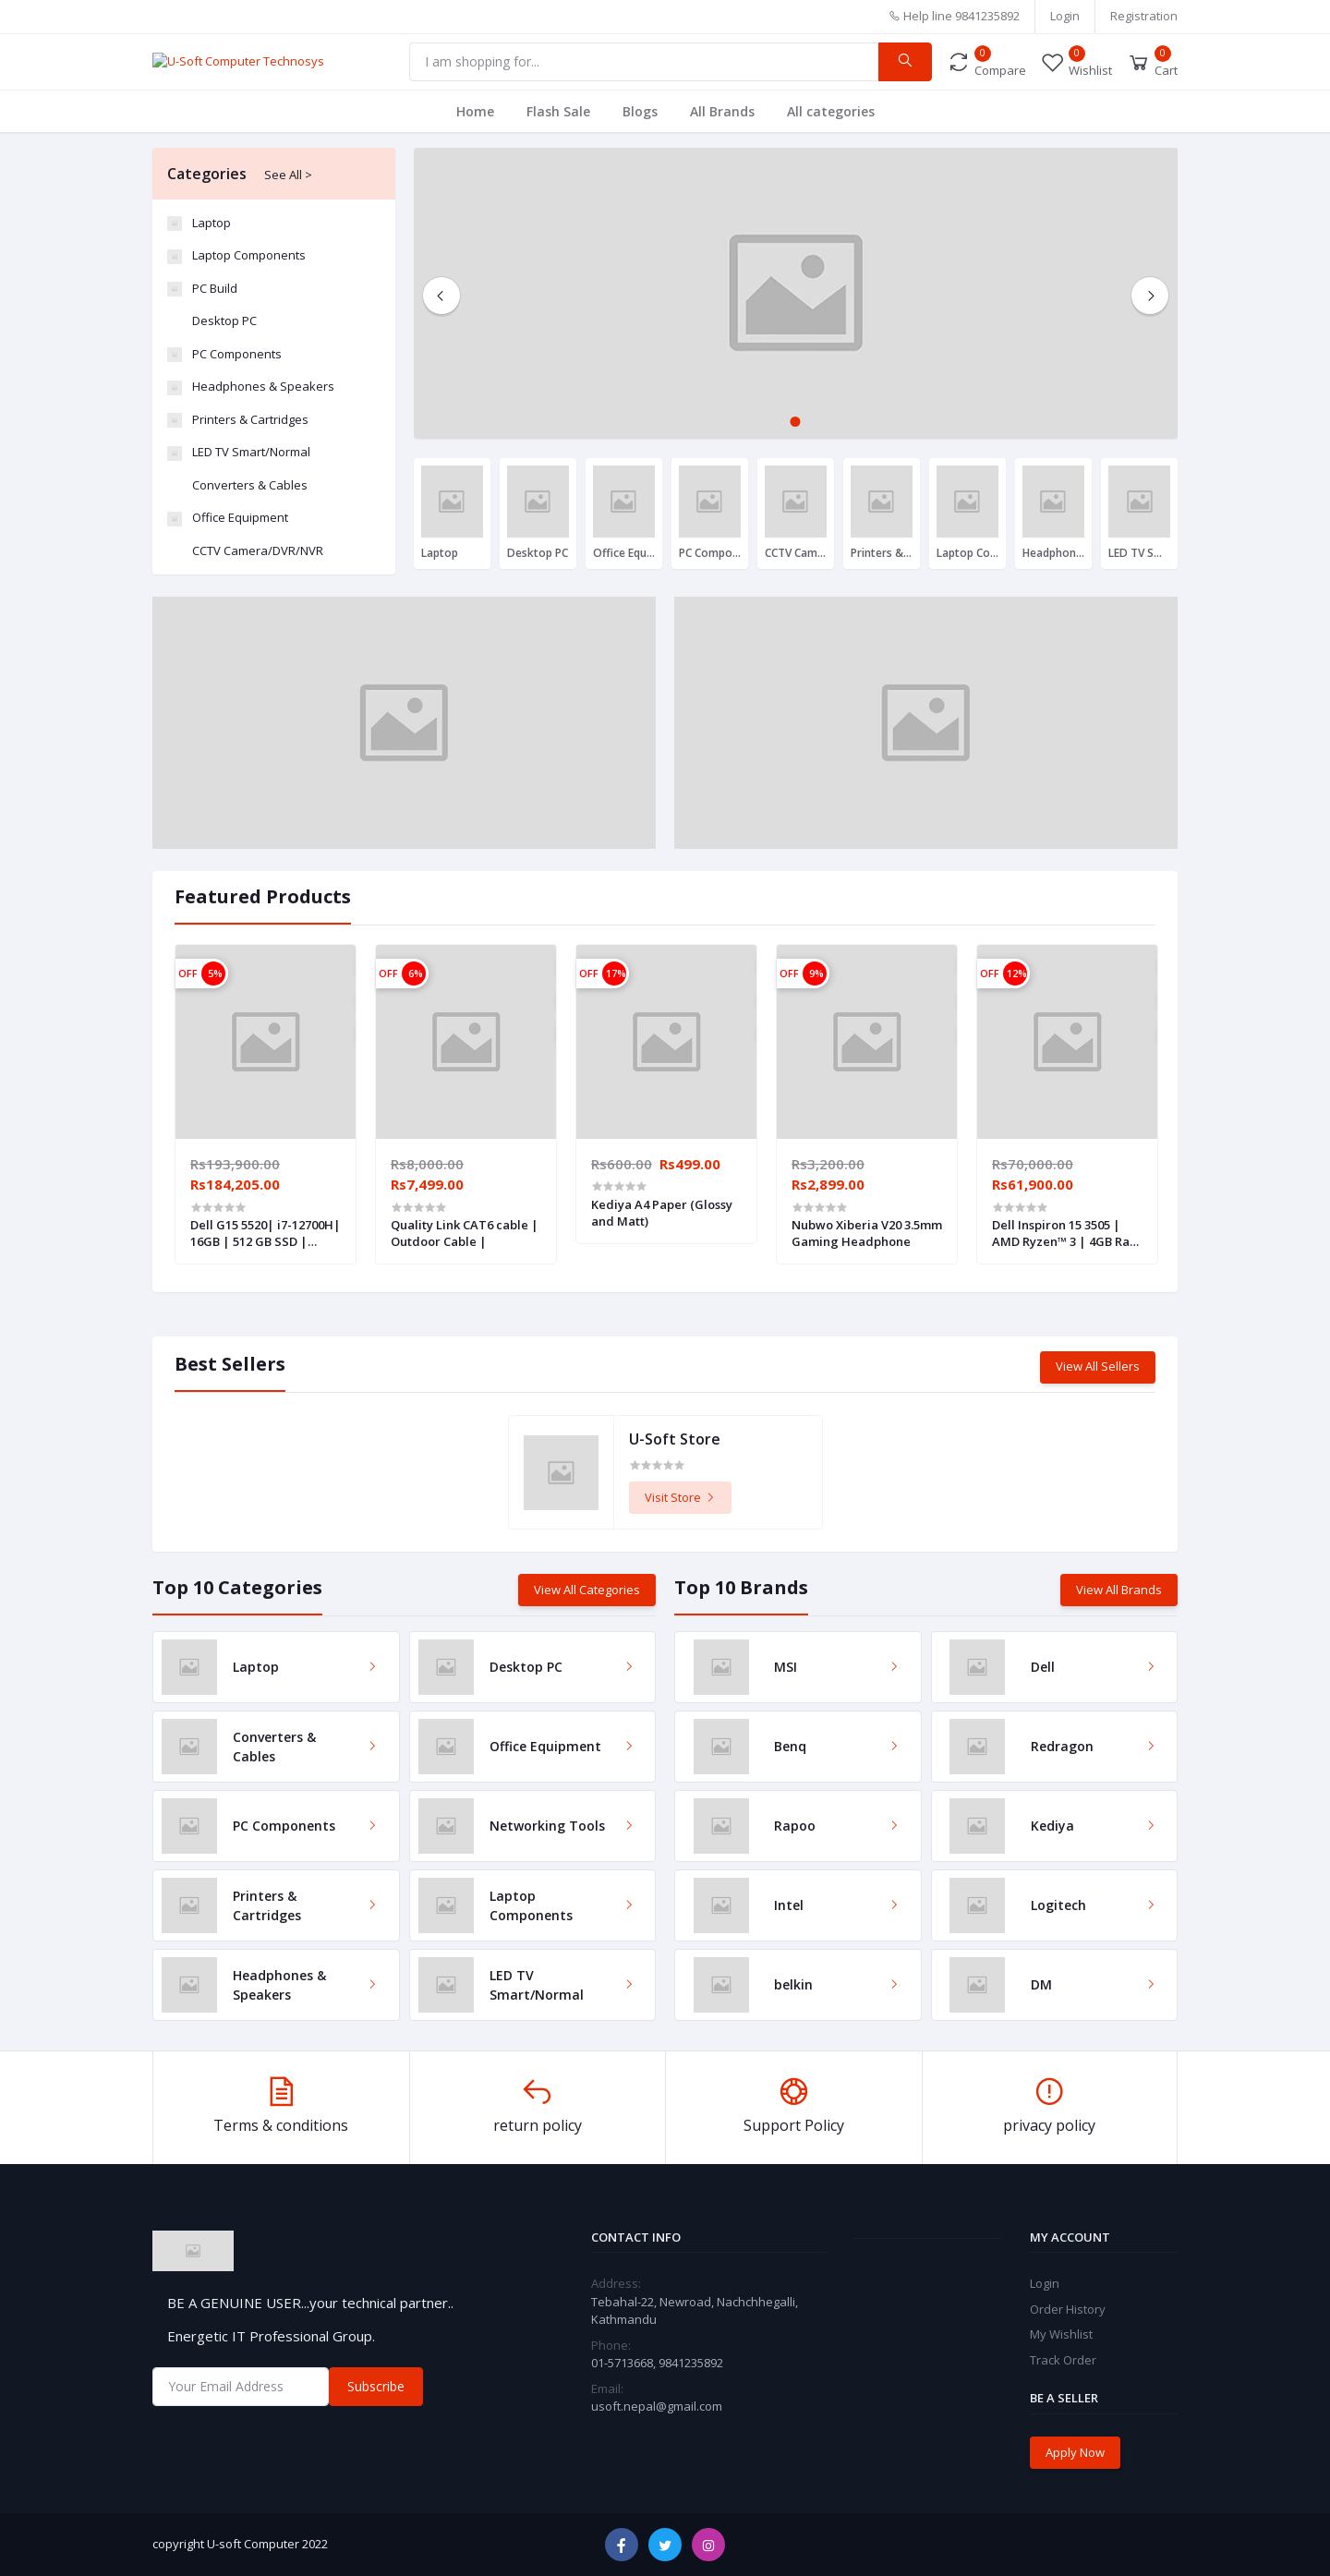 Help line 9841235892
Login
Registration
U-Soft Computer Technosys
I am shopping for...
0
Compare
0
Wishlist
0
Cart
Home
Flash Sale
Blogs
All Brands
All categories
Categories
See All >
Laptop
Laptop Components
PC Build
Desktop PC
PC Components
Headphones & Speakers
Printers & Cartridges
LED TV Smart/Normal
Converters & Cables
Office Equipment
CCTV Camera/DVR/NVR
Laptop
Desktop PC
Office Equ...
PC Compo...
CCTV Cam...
Printers &...
Laptop Co...
Headphon...
LED TV S...
Featured Products
OFF 5%
OFF 6%
OFF 17%
OFF 9%
OFF 12%
Rs193,900.00
Rs184,205.00
Dell G15 5520| i7-12700H|
16GB | 512 GB SSD |...
Rs8,000.00
Rs7,499.00
Quality Link CAT6 cable |
Outdoor Cable |
Rs600.00 Rs499.00
Kediya A4 Paper (Glossy
and Matt)
Rs3,200.00
Rs2,899.00
Nubwo Xiberia V20 3.5mm
Gaming Headphone
Rs70,000.00
Rs61,900.00
Dell Inspiron 15 3505 |
AMD Ryzen™ 3 | 4GB Ra...
Best Sellers
View All Sellers
U-Soft Store
Visit Store
Top 10 Categories
View All Categories
Laptop
Desktop PC
Converters &
Cables
Office Equipment
PC Components
Networking Tools
Printers &
Cartridges
Laptop
Components
Headphones &
Speakers
LED TV
Smart/Normal
Top 10 Brands
View All Brands
MSI
Dell
Benq
Redragon
Rapoo
Kediya
Intel
Logitech
belkin
DM
Terms & conditions
return policy
Support Policy
privacy policy
BE A GENUINE USER...your technical partner..
Energetic IT Professional Group.
Your Email Address
Subscribe
CONTACT INFO
Address:
Tebahal-22, Newroad, Nachchhegalli,
Kathmandu
Phone:
01-5713668, 9841235892
Email:
usoft.nepal@gmail.com
MY ACCOUNT
Login
Order History
My Wishlist
Track Order
BE A SELLER
Apply Now
copyright U-soft Computer 2022